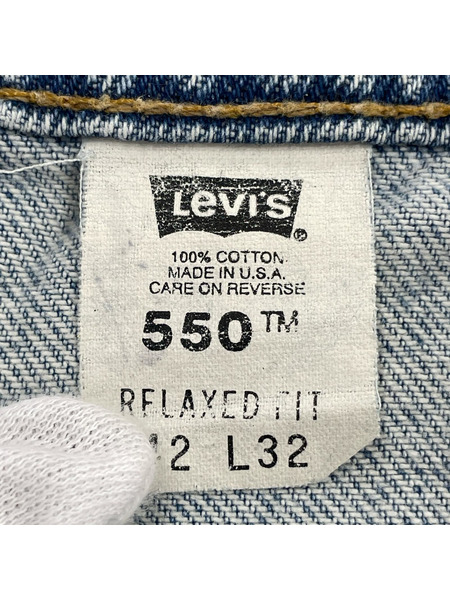 Levi's ®
100% COTTON
MADE IN U.S.A.
CARE ON REVERSE
550™
RELAXED FIT
L32